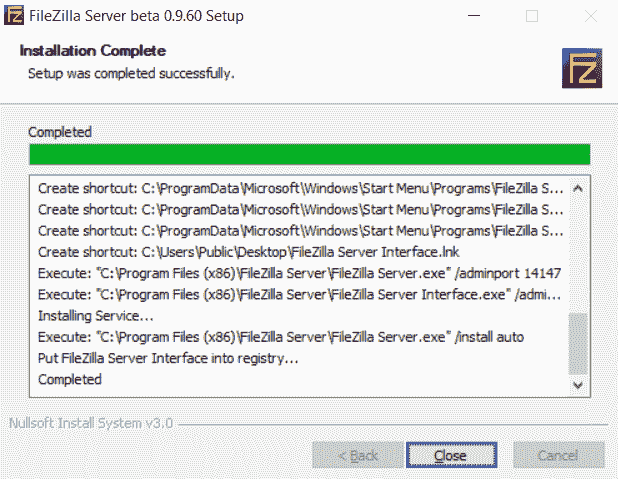 FileZilla Server beta 0.9.60 Setup
Installation Complete
Setup was completed successfully.
FZ
Completed
Create shortcut: C:\ProgramData\Microsoft\Windows\Start Menu\Programs\FileZilla S...
Create shortcut: C:\ProgramData\Microsoft\Windows\Start Menu\Programs\FileZilla S...
Create shortcut: C:\ProgramData\Microsoft\Windows\Start Menu\Programs\FileZilla S...
Create shortcut: C:\Users\Public\Desktop\FileZilla Server Interface.lnk
Execute: "C:\Program Files (x86)\FileZilla Server\FileZilla Server.exe" /adminport 14147
Execute: "C:\Program Files (x86)\FileZilla Server\FileZilla Server Interface.exe" /admi...
Installing Service...
Execute: "C:\Program Files (x86)\FileZilla Server\FileZilla Server.exe" /install auto
Put FileZilla Server Interface into registry...
Completed
Nullsoft Install System v3.0
< Back Close Cancel